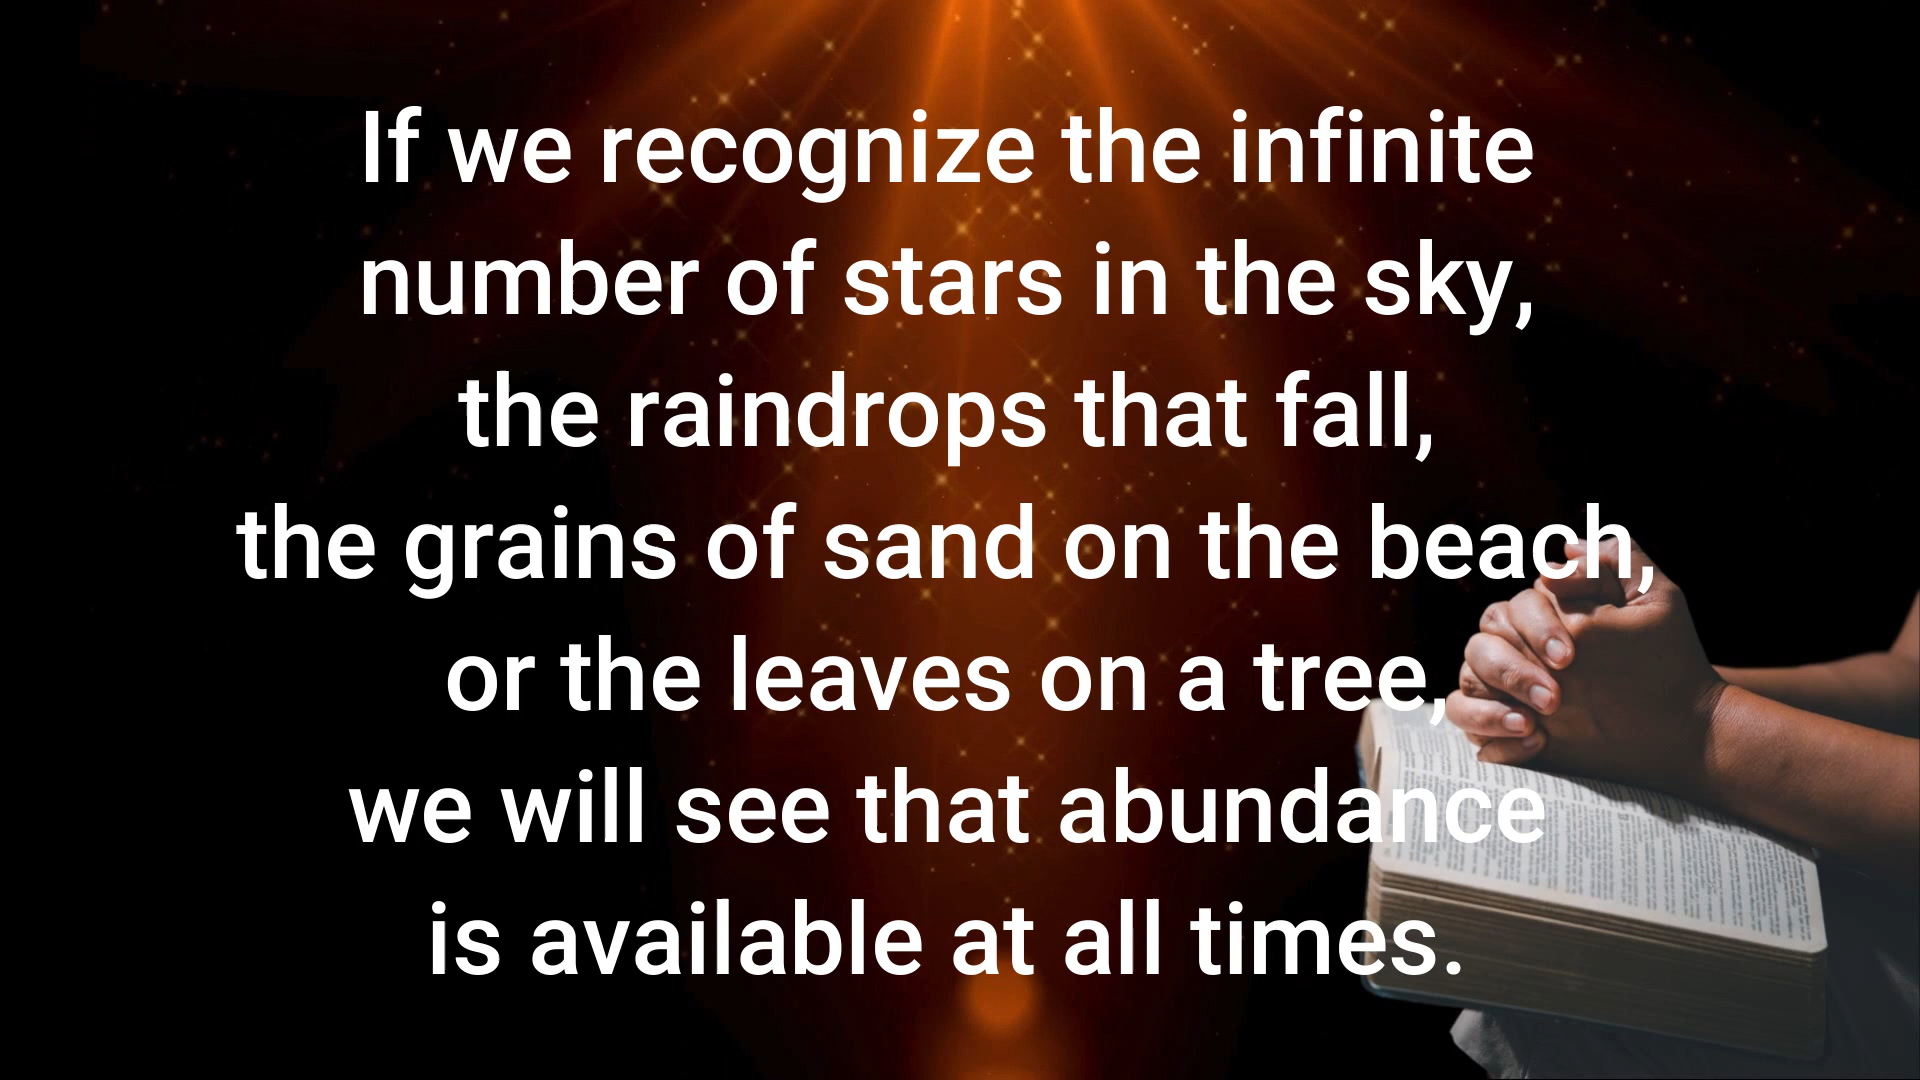 If we recognize the infinite
number of stars in the sky,
the raindrops that fall,
the grains of sand on the beach,
or the leaves on a tree,
we will see that abundance
is available at all times.